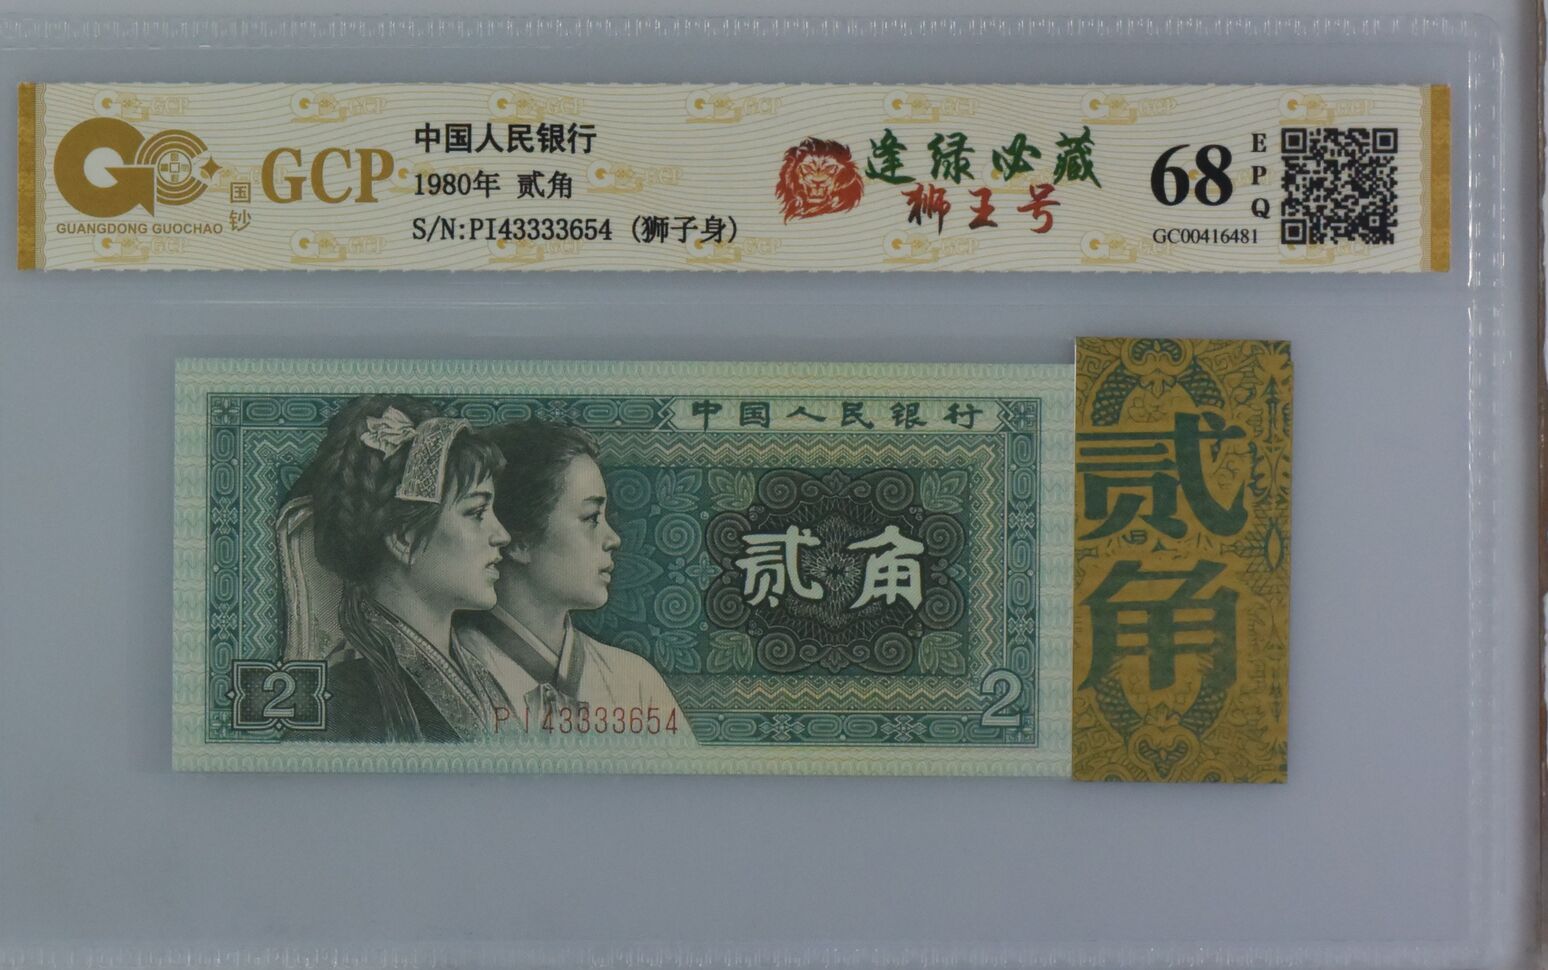 GCP
国钞
GUANGDONG GUOCHAO
中国人民银行
1980年 贰角
S/N:PI43333654 (狮子身)
逢绿必藏
狮王号
68
EPQ
GC00416481
中国人民银行
贰角
2
2
PI43333654
贰角